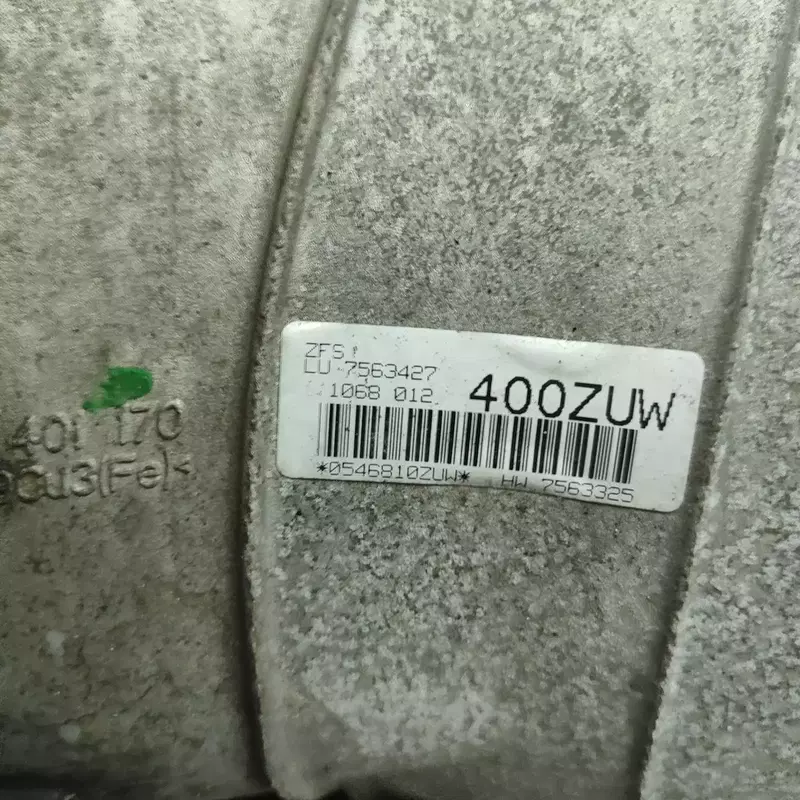 ZFS
LU 7563427
1068 012
400ZUW
*0546810ZUW* HW 7563325
401 170
Cu3(Fe)<